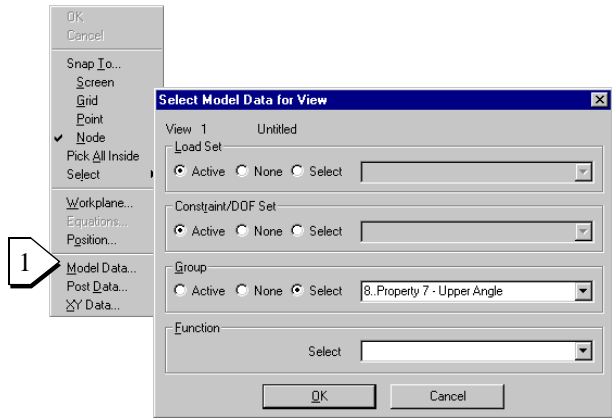 OK
Cancel
Snap To...
Screen
Grid
Point
Node
Pick All Inside
Select
Workplane...
Equations...
Position...
1
Model Data...
Post Data...
XY Data...
Select Model Data for View
View 1 Untitled
Load Set
Active None Select
Constraint/DOF Set
Active None Select
Group
Active None Select 8..Property 7 - Upper Angle
Function
Select
OK Cancel